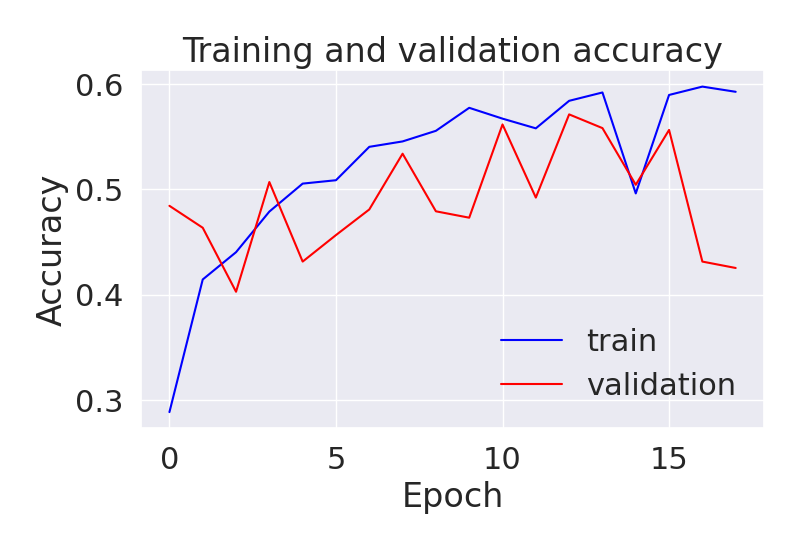 Training and validation accuracy
0.6
0.5
0.4
0.3
Accuracy
train
validation
0 5 10 15
Epoch